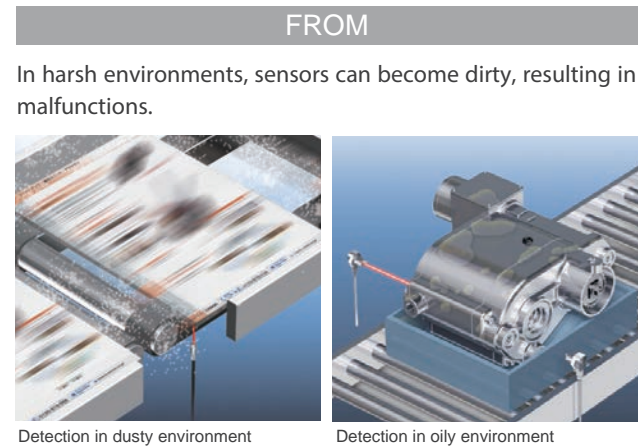 FROM
In harsh environments, sensors can become dirty, resulting in
malfunctions.
Detection in dusty environment
Detection in oily environment